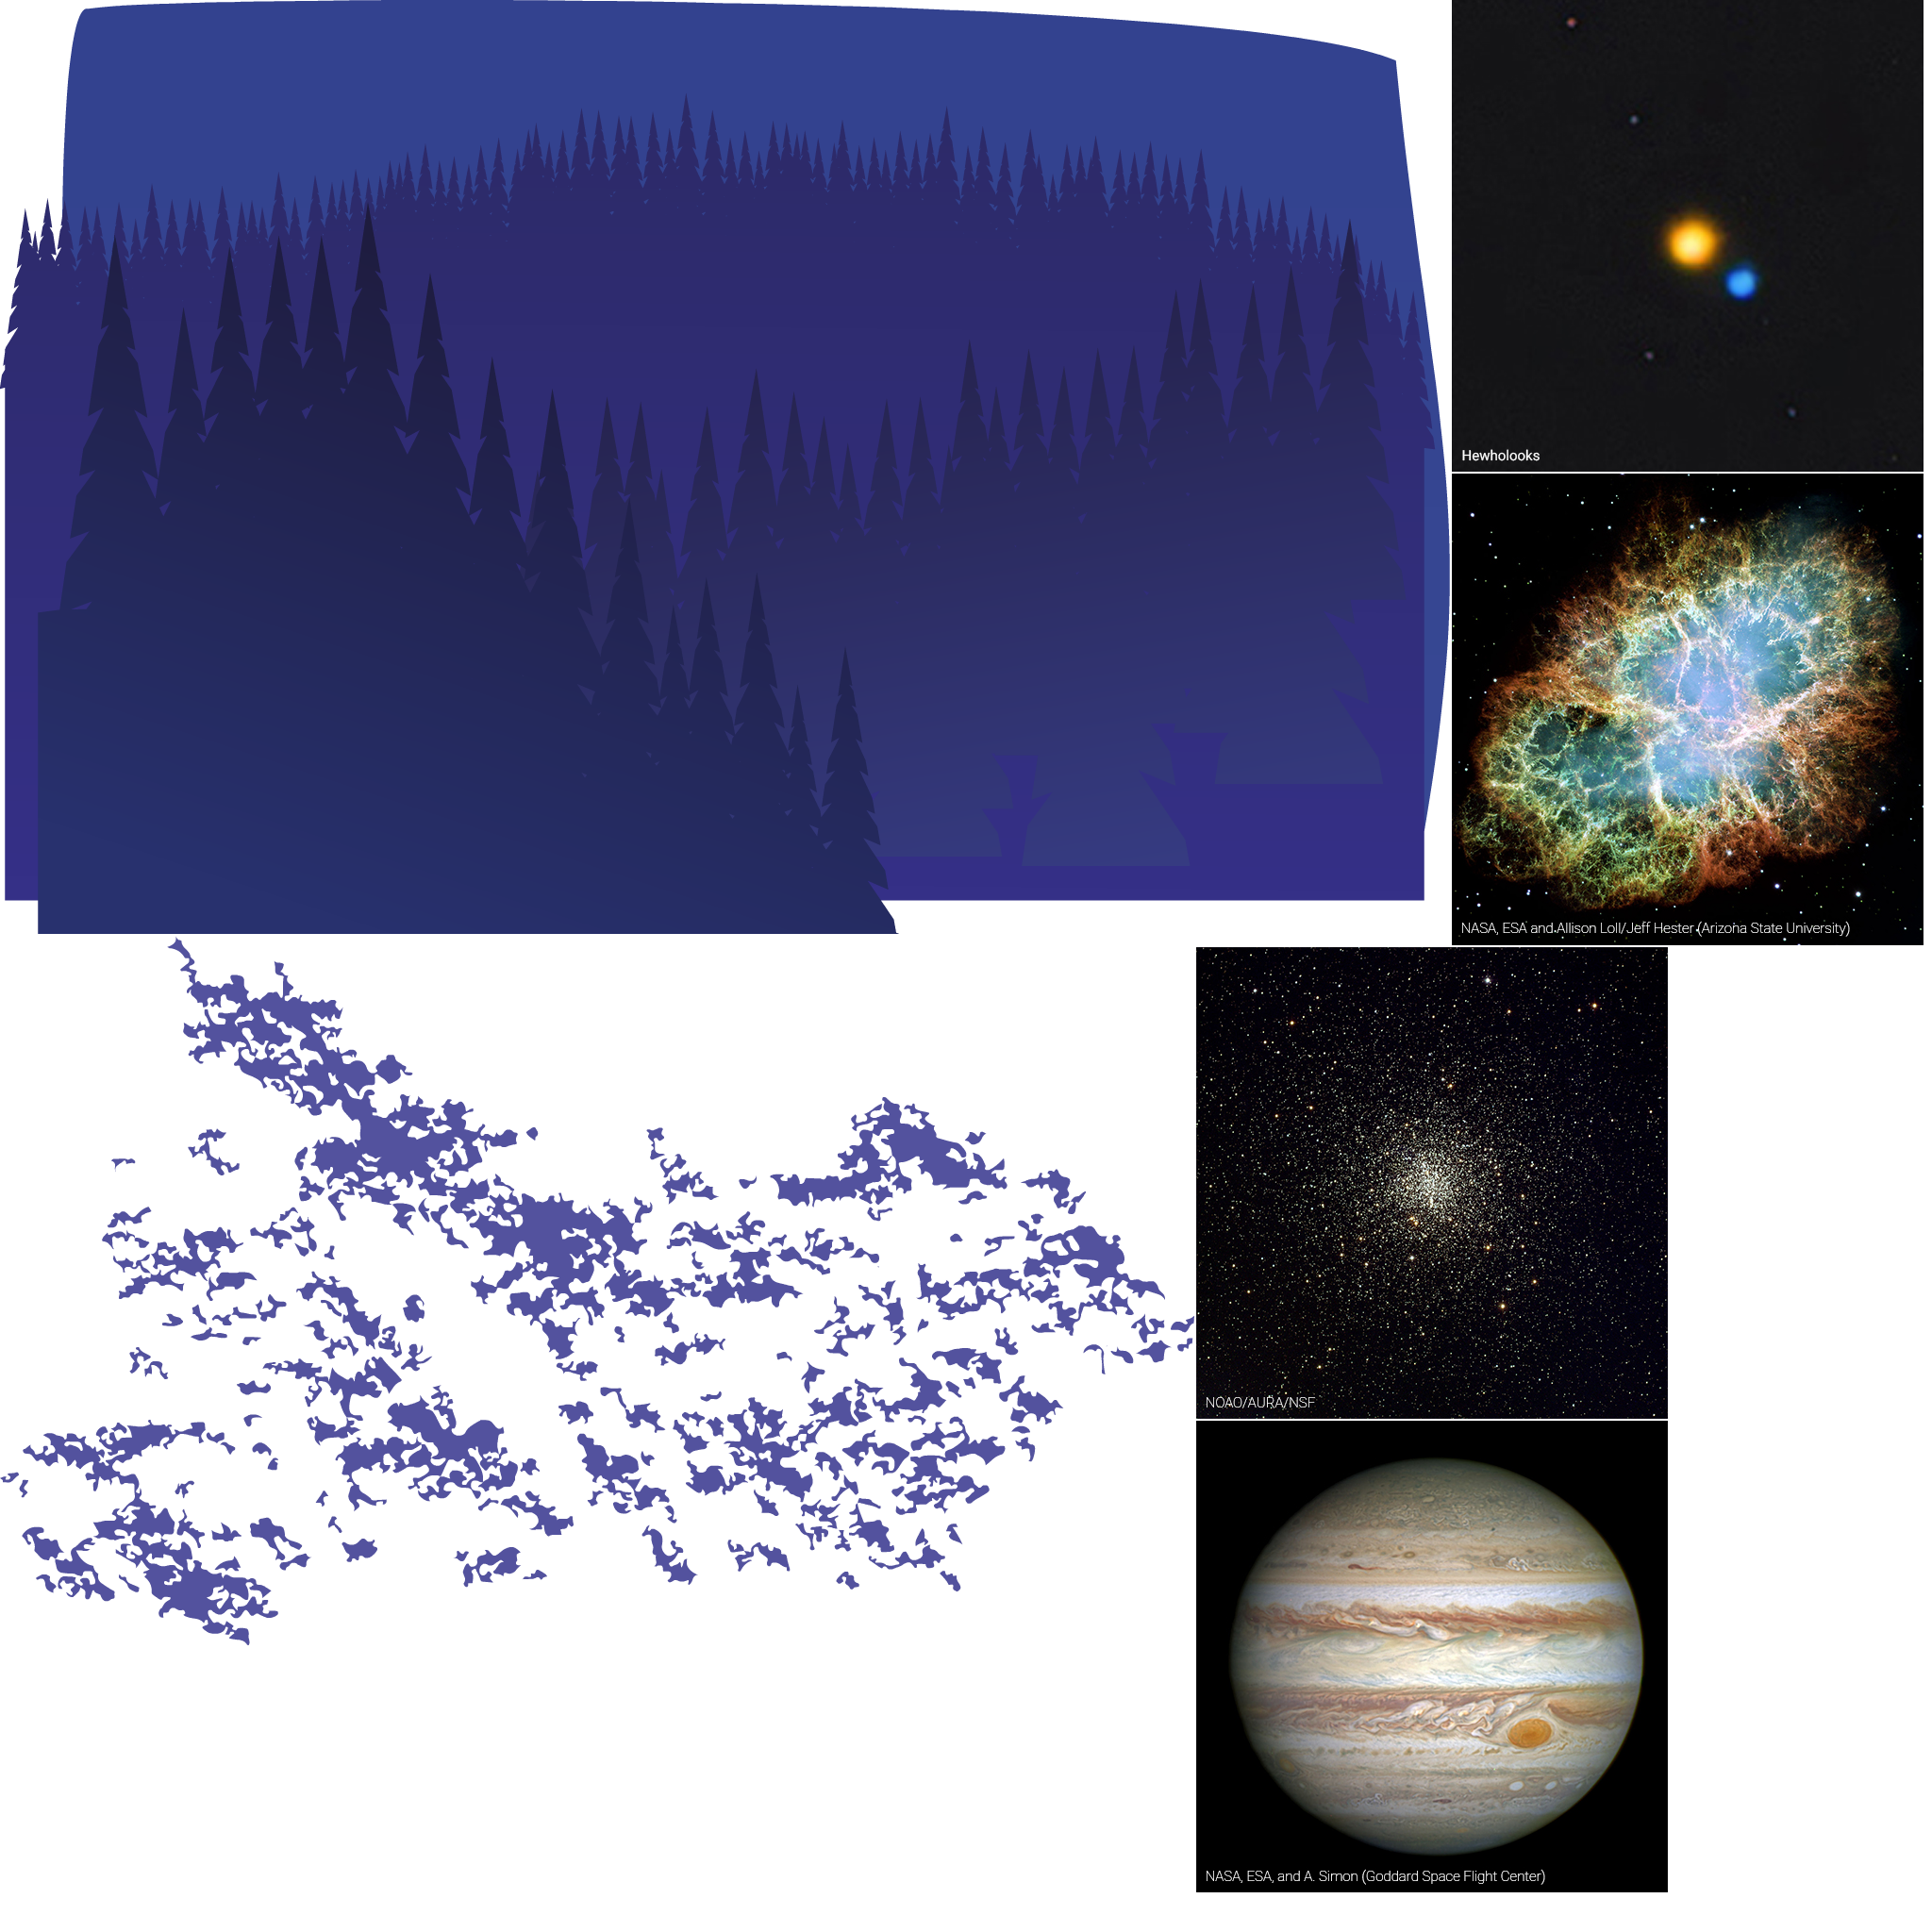 Hewholooks
NASA, ESA and Allison Loll/Jeff Hester (Arizona State University)
NOAO/AURA/NSF
NASA, ESA, and A. Simon (Goddard Space Flight Center)